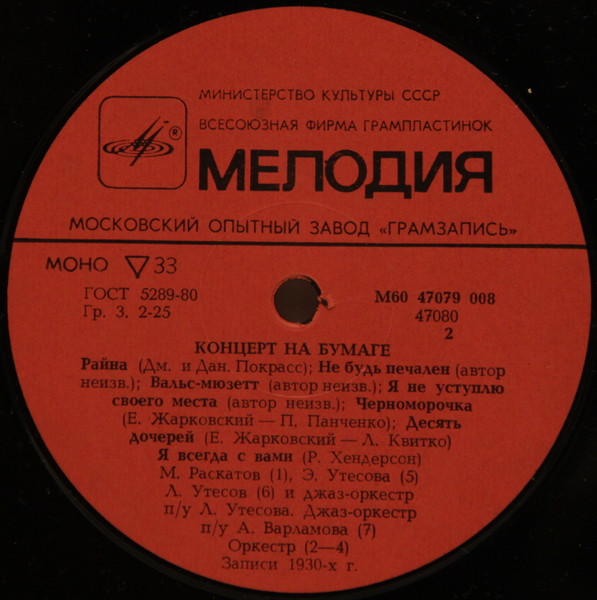 МИНИСТЕРСТВО КУЛЬТУРЫ СССР
ВСЕСОЮЗНАЯ ФИРМА ГРАМПЛАСТИНОК
®
МЕЛОДИЯ
МОСКОВСКИЙ ОПЫТНЫЙ ЗАВОД «ГРАМЗАПИСЬ»
МОНО ▽ 33
ГОСТ 5289-80
Гр. 3. 2-25
М60 47079 008
47080
2
КОНЦЕРТ НА БУМАГЕ
Райна (Дм. и Дан. Покрасс); Не будь печален (автор
неизв.); Вальс-мюзетт (автор неизв.); Я не уступлю
своего места (автор неизв.); Черноморочка
(Е. Жарковский — П. Панченко); Десять
дочерей (Е. Жарковский — Л. Квитко)
Я всегда с вами (Р. Хендерсон)
М. Раскатов (1), Э. Утесова (5)
Л. Утесов (6) и джаз-оркестр
п/у Л. Утесова. Джаз-оркестр
п/у А. Варламова (7)
Оркестр (2—4)
Записи 1930-х г.